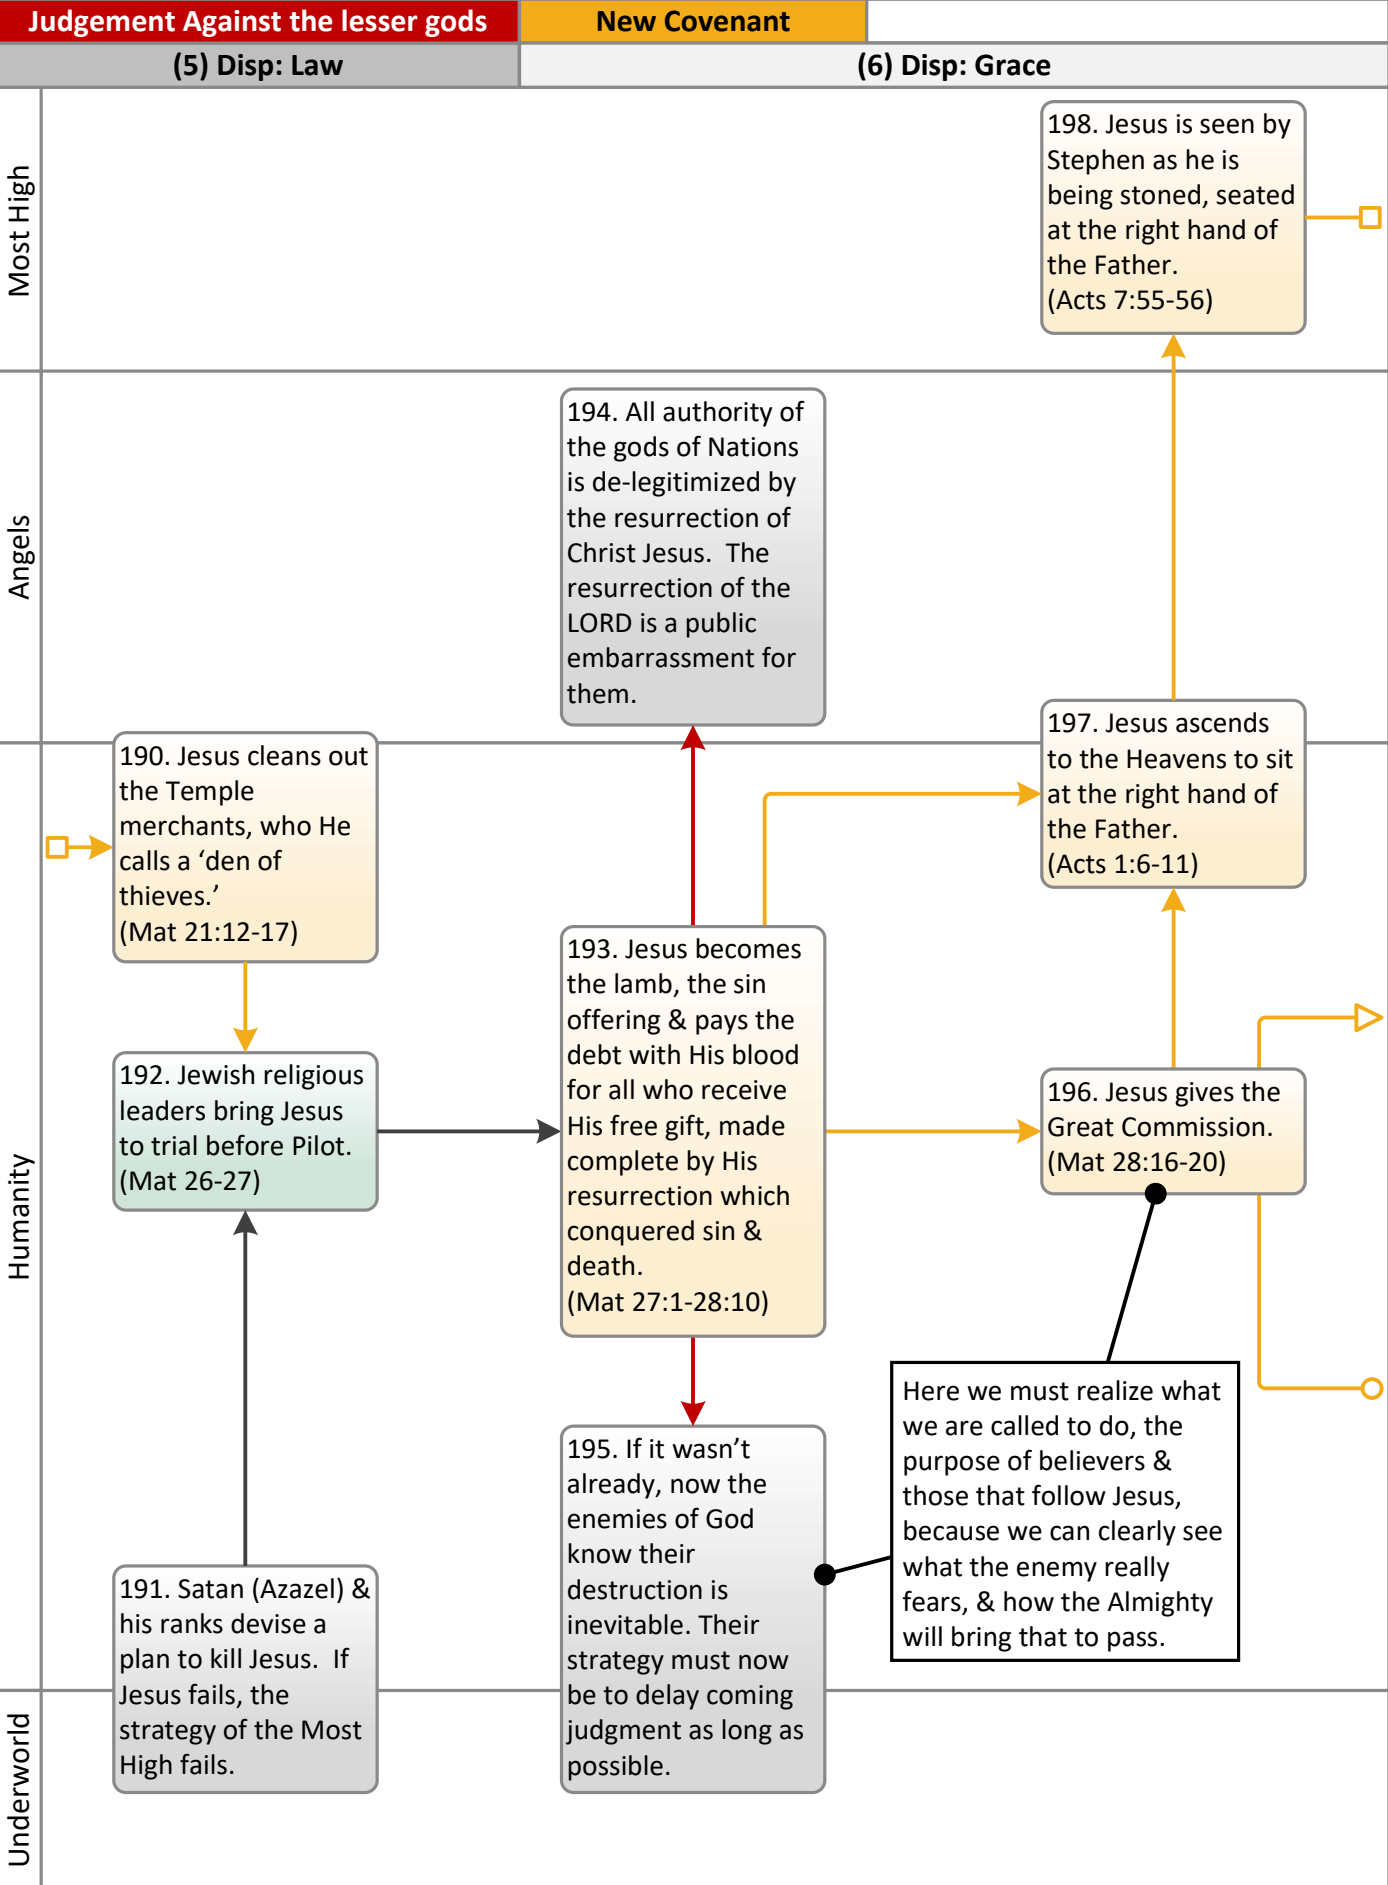 Judgement Against the lesser gods
New Covenant
(5) Disp: Law
(6) Disp: Grace
Most High
198. Jesus is seen by
Stephen as he is
being stoned, seated
at the right hand of
the Father.
(Acts 7:55-56)
Angels
194. All authority of
the gods of Nations
is de-legitimized by
the resurrection of
Christ Jesus.  The
resurrection of the
LORD is a public
embarrassment for
them.
197. Jesus ascends
to the Heavens to sit
at the right hand of
the Father.
(Acts 1:6-11)
Humanity
190. Jesus cleans out
the Temple
merchants, who He
calls a ‘den of
thieves.’
(Mat 21:12-17)
192. Jewish religious
leaders bring Jesus
to trial before Pilot.
(Mat 26-27)
193. Jesus becomes
the lamb, the sin
offering & pays the
debt with His blood
for all who receive
His free gift, made
complete by His
resurrection which
conquered sin &
death.
(Mat 27:1-28:10)
196. Jesus gives the
Great Commission.
(Mat 28:16-20)
Here we must realize what
we are called to do, the
purpose of believers &
those that follow Jesus,
because we can clearly see
what the enemy really
fears, & how the Almighty
will bring that to pass.
195. If it wasn’t
already, now the
enemies of God
know their
destruction is
inevitable. Their
strategy must now
be to delay coming
judgment as long as
possible.
191. Satan (Azazel) &
his ranks devise a
plan to kill Jesus.  If
Jesus fails, the
strategy of the Most
High fails.
Underworld